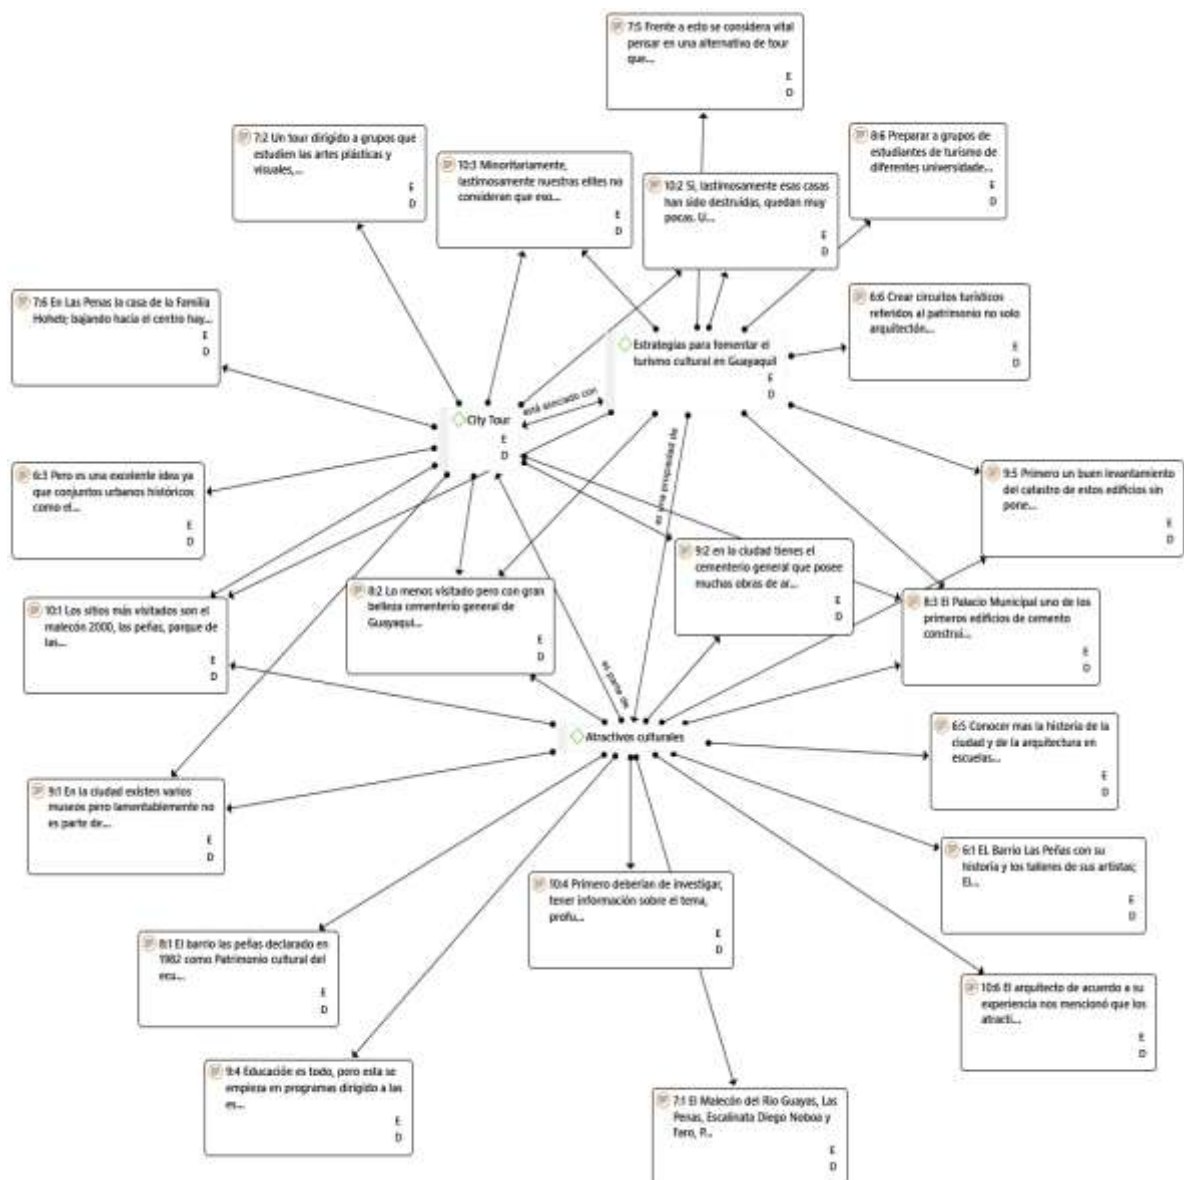 7:5 Frente a esto se considera vital
pensar en una alternativa de tour
que...
E
D
7:2 Un tour dirigido a grupos que
estudien las artes plásticas y
visuales,...
E
D
10:3 Minoritariamente,
lastimosamente nuestras elites no
consideran que eso...
E
D
8:6 Preparar a grupos de
estudiantes de turismo de
diferentes universidade...
E
D
10:2 Si, lastimosamente esas casas
han sido destruidas, quedan muy
pocas. U...
E
D
7:6 En Las Penas la casa de la Familia
bajando hacia el centro hay...
E
D
6:6 Crear circuitos turísticos
referidos al patrimonio no solo
arquitectón...
E
D
Estrategias para fomentar el
turismo cultural en Guayaquil
E
D
está asociado con
City Tour
E
D
es una propiedad de
6:3 Pero es una excelente idea ya
que conjuntos urbanos históricos
como el...
E
D
9:5 Primero un buen levantamiento
del catastro de estos edificios sin
pone...
E
D
9:2 en la ciudad tienes el
cementerio general que posee
muchas obras de ar...
E
D
8:2 Lo menos visitado pero con gran
belleza cementerio general de
Guayaqui...
E
D
10:1 Los sitios más visitados son el
malecón 2000, las peñas, parque de
las...
E
D
8:3 El Palacio Municipal uno de los
primeros edificios de cemento
construi...
E
D
es parte de
Atractivos culturales
6:5 Conocer mas la historia de la
ciudad y de la arquitectura en
escuelas...
E
D
9:1 En la ciudad existen varios
museos pero lamentablemente no
es parte de...
E
D
6:1 EL Barrio Las Peñas con su
historia y los talleres de sus artistas;
El...
E
D
10:4 Primero deberían de investigar,
tener información sobre el tema,
profu...
E
D
8:1 El barrio las peñas declarado en
1982 como Patrimonio cultural del
ecu...
E
D
10:6 El arquitecto de acuerdo a su
experiencia nos mencionó que los
atracti...
E
D
9:4 Educación es todo, pero esta se
empieza en programas dirigido a las
es...
E
D
7:1 El Malecón del Rio Guayas, Las
Penas, Escalinata Diego Noboa y
Faro, P...
E
D